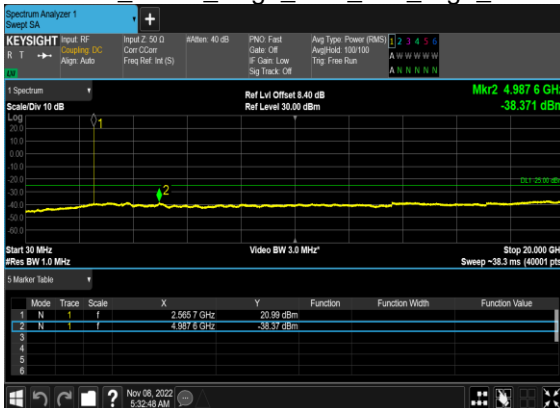 Spectrum Analyzer 1
Swept SA
+
KEYSIGHT Input: RF Input Z: 50 Ω #Atten: 40 dB PNO: Fast Avg Type: Power (RMS) 1 2 3 4 5 6
R T Coupling: DC Corr CCorr Gate: Off Avg|Hold: 100/100 A W W W W W
Align: Auto Freq Ref: Int (S) IF Gain: Low Trig: Free Run
Sig Track: Off A N N N N N
LXI
1 Spectrum Ref Lvl Offset 8.40 dB Mkr2 4.987 6 GHz
Scale/Div 10 dB Ref Level 30.00 dBm -38.371 dBm
Log
20.0 1
10.0
0.00
-10.0
-20.0 DL1 -25.00 dBm
-30.0 2
-40.0
-50.0
-60.0
Start 30 MHz Video BW 3.0 MHz* Stop 20.000 GHz
#Res BW 1.0 MHz Sweep ~38.3 ms (40001 pts)
5 Marker Table
Mode Trace Scale X Y Function Function Width Function Value
1 N 1 f 2.565 7 GHz 20.99 dBm
2 N 1 f 4.987 6 GHz -38.37 dBm
3
4
5
6
? Nov 08, 2022
5:32:48 AM